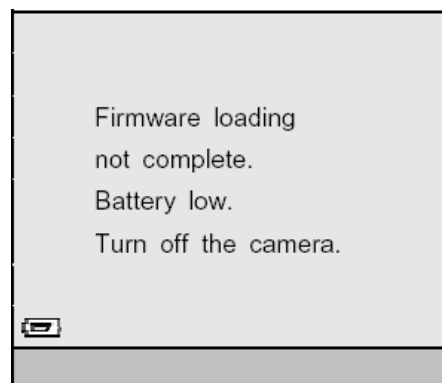 Firmware loading
not complete.
Battery low.
Turn off the camera.